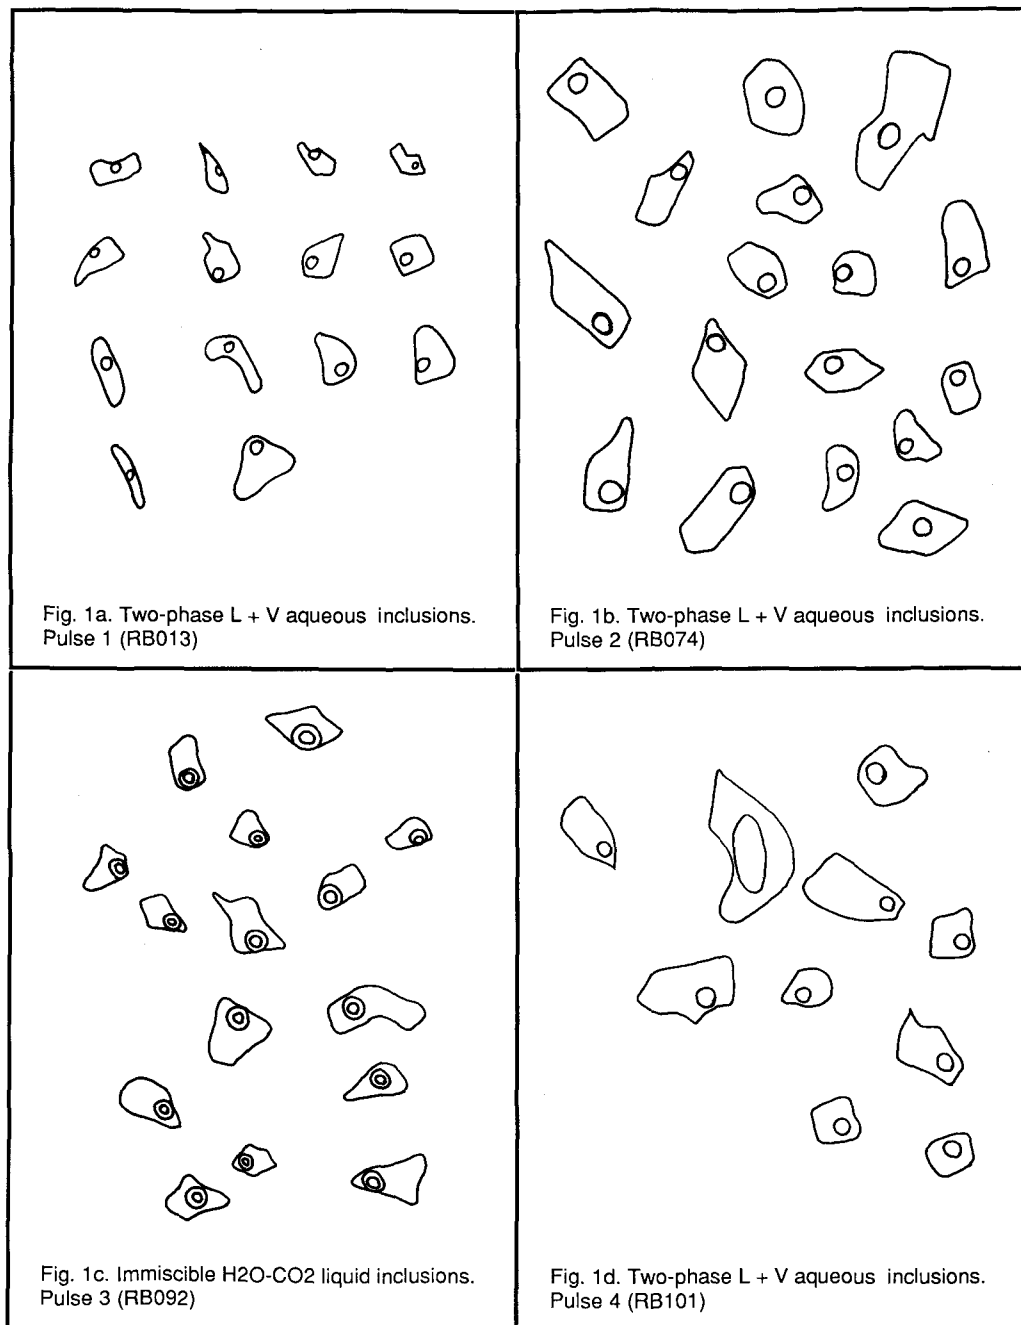 Fig. 1a. Two-phase L + V aqueous inclusions.
Pulse 1 (RB013)
Fig. 1b. Two-phase L + V aqueous inclusions.
Pulse 2 (RB074)
Fig. 1c. Immiscible H2O-CO2 liquid inclusions.
Pulse 3 (RB092)
Fig. 1d. Two-phase L + V aqueous inclusions.
Pulse 4 (RB101)